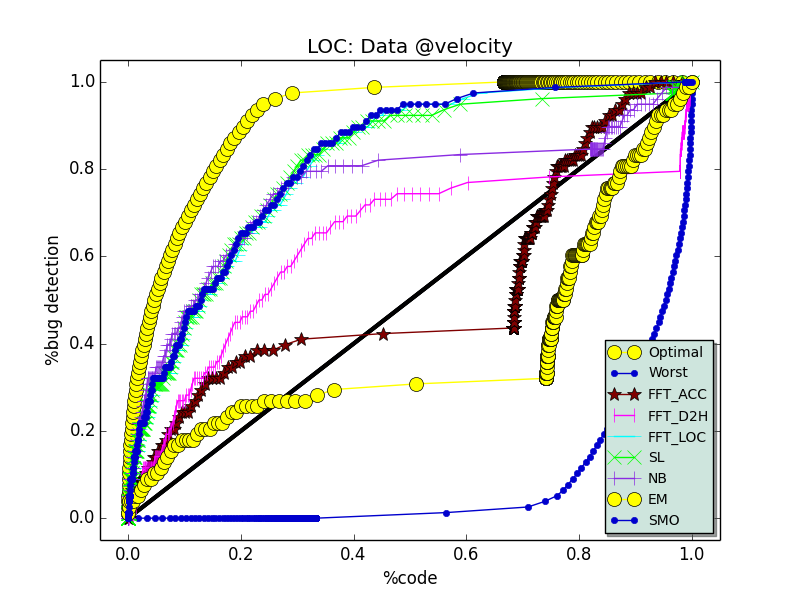 LOC: Data @velocity
%bug detection
1.0
0.8
0.6
0.4
0.2
0.0
Optimal
Worst
FFT_ACC
FFT_D2H
FFT_LOC
SL
NB
EM
SMO
0.0 0.2 0.4 0.6 0.8 1.0
%code